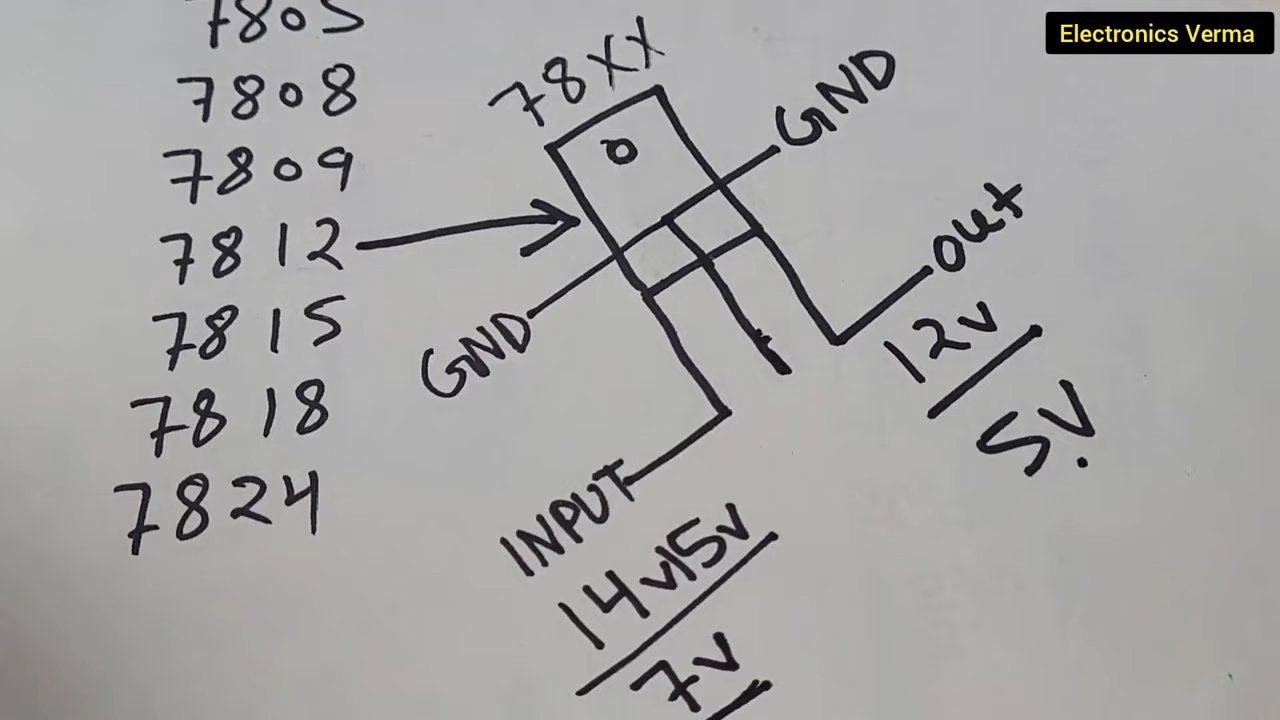 Electronics Verma
7805
7808
7809
7812
7815
7818
7824
78XX
GND
GND
out
12v
5V
INPUT
14v15v
7v